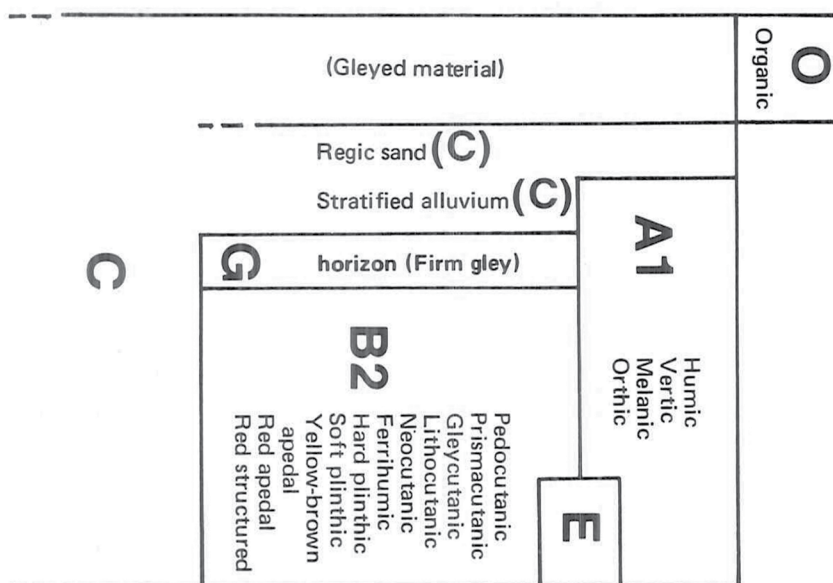 O
Organic
(Gleyed material)
Regic sand (C)
Stratified alluvium (C)
A1
Humic
Vertic
Melanic
Orthic
G horizon (Firm gley)
B2
Pedocutanic
Prismacutanic
Gleycutanic
Lithocutanic
Neocutanic
Ferrihumic
Hard plinthic
Soft plinthic
Yellow-brown
apedal
Red apedal
Red structured
E
C